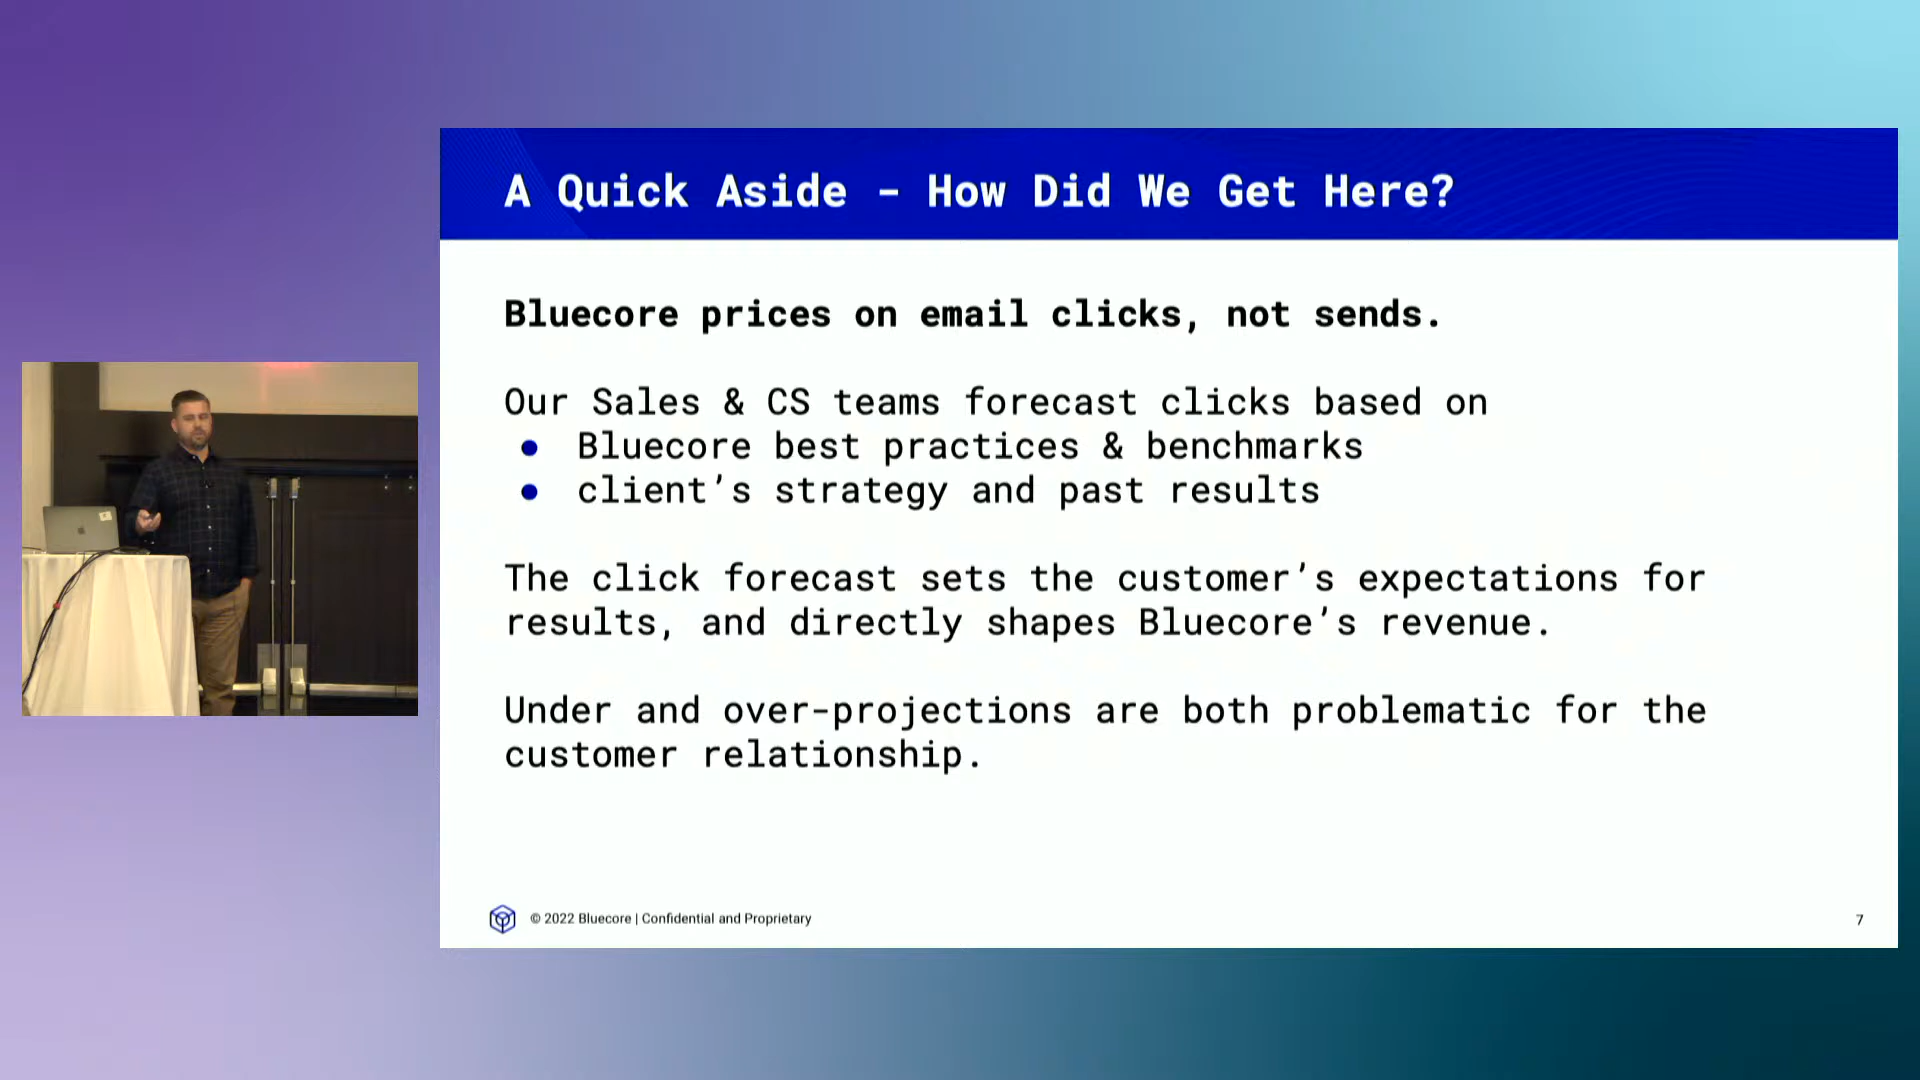 A Quick Aside – How Did We Get Here?
Bluecore prices on email clicks, not sends.
Our Sales & CS teams forecast clicks based on
● Bluecore best practices & benchmarks
● client’s strategy and past results
The click forecast sets the customer’s expectations for
results, and directly shapes Bluecore’s revenue.
Under and over-projections are both problematic for the
customer relationship.
© 2022 Bluecore | Confidential and Proprietary
7